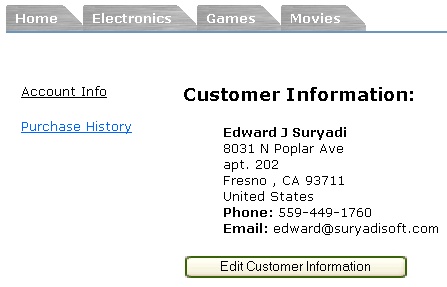 Home Electronics Games Movies
Account Info
Purchase History
Customer Information:
Edward J Suryadi
8031 N Poplar Ave
apt. 202
Fresno , CA 93711
United States
Phone: 559-449-1760
Email: edward@suryadisoft.com
Edit Customer Information